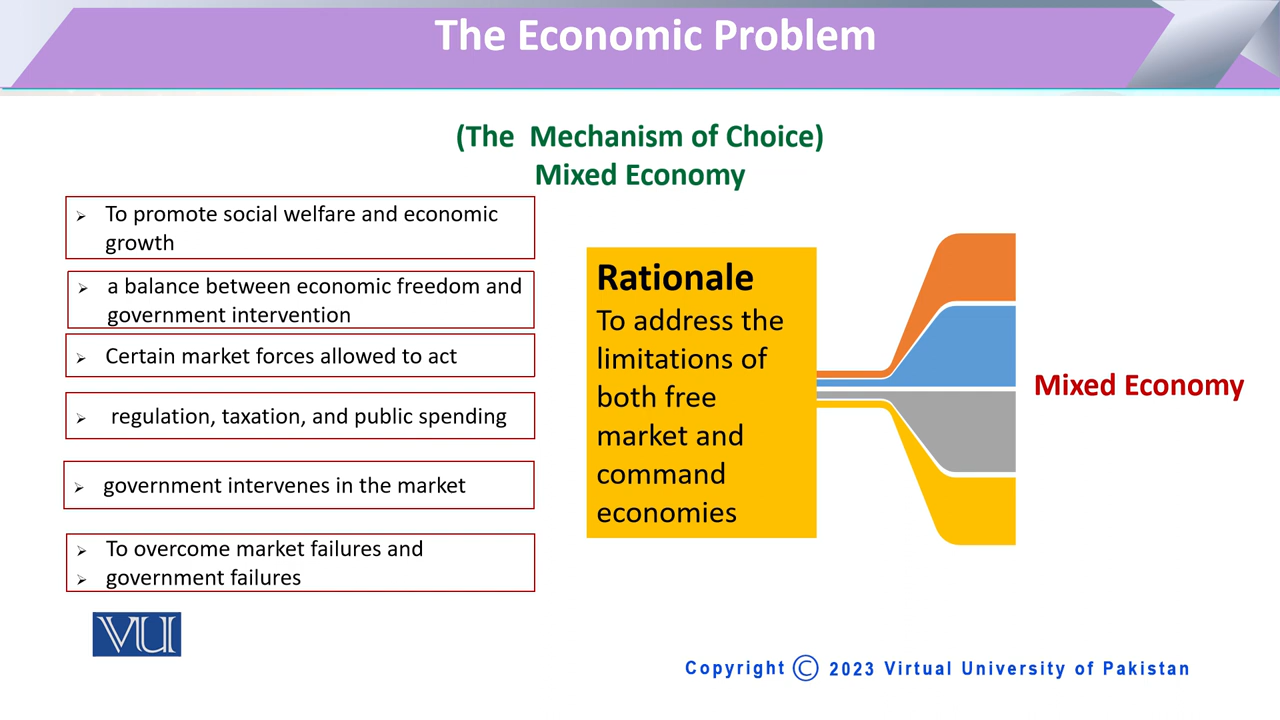 The Economic Problem
(The Mechanism of Choice)
Mixed Economy
To promote social welfare and economic
growth
a balance between economic freedom and
government intervention
Certain market forces allowed to act
regulation, taxation, and public spending
government intervenes in the market
To overcome market failures and
government failures
Rationale
To address the
limitations of
both free
market and
command
economies
Mixed Economy
VU
Copyright © 2023 Virtual University of Pakistan